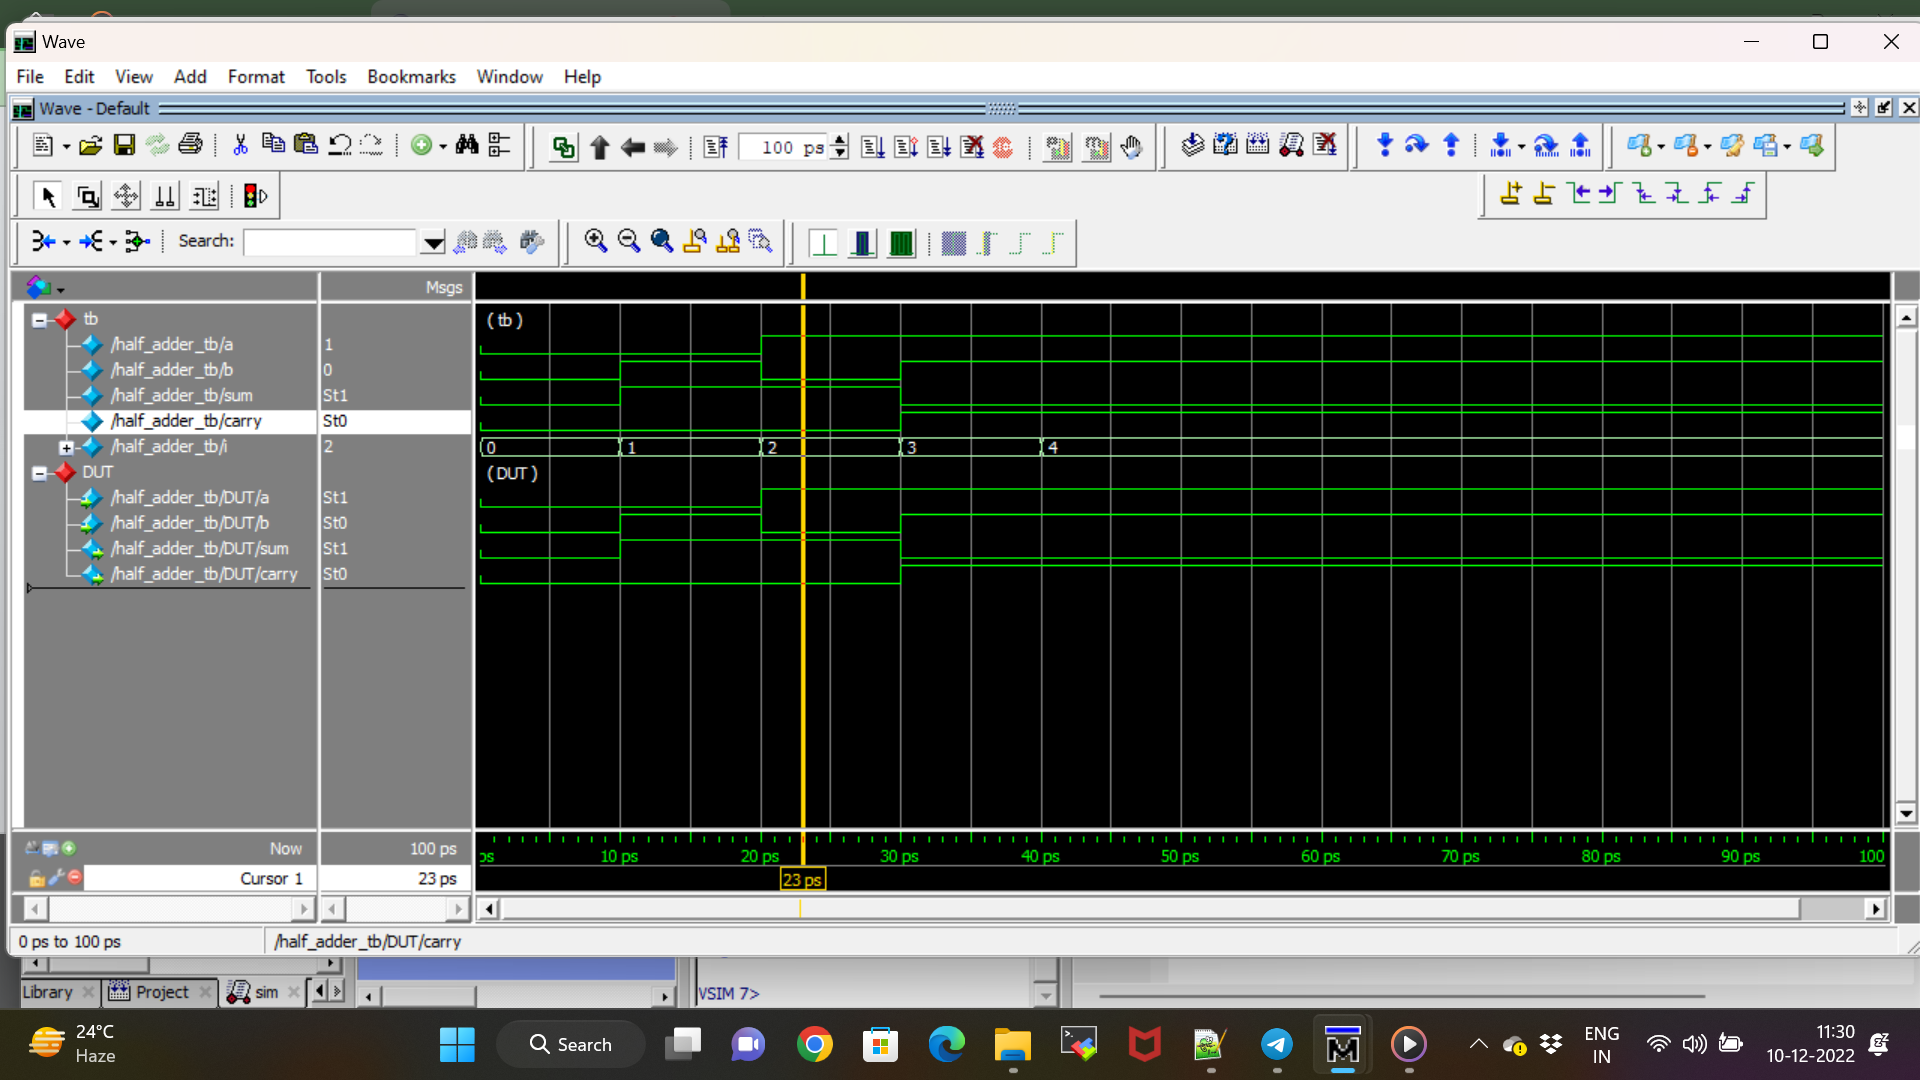 Wave
File Edit View Add Format Tools Bookmarks Window Help
Wave - Default
100 ps
Search:
Msgs
tb
(tb)
/half_adder_tb/a 1
/half_adder_tb/b 0
/half_adder_tb/sum St1
/half_adder_tb/carry St0
/half_adder_tb/i 2 0 1 2 3 4
DUT (DUT)
/half_adder_tb/DUT/a St1
/half_adder_tb/DUT/b St0
/half_adder_tb/DUT/sum St1
/half_adder_tb/DUT/carry St0
Now 100 ps ps 10 ps 20 ps 30 ps 40 ps 50 ps 60 ps 70 ps 80 ps 90 ps 100
Cursor 1 23 ps 23 ps
0 ps to 100 ps /half_adder_tb/DUT/carry
Library Project sim VSIM 7>
24°C
Haze
Search
ENG
IN
11:30
10-12-2022